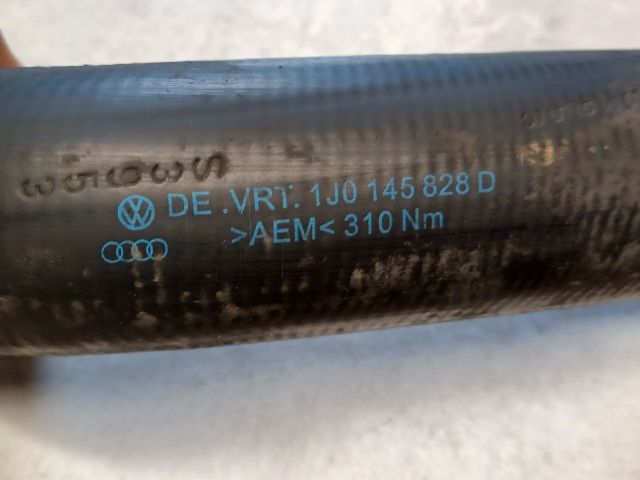 DE .VRT. 1J0 145 828 D
>AEM< 310 Nm